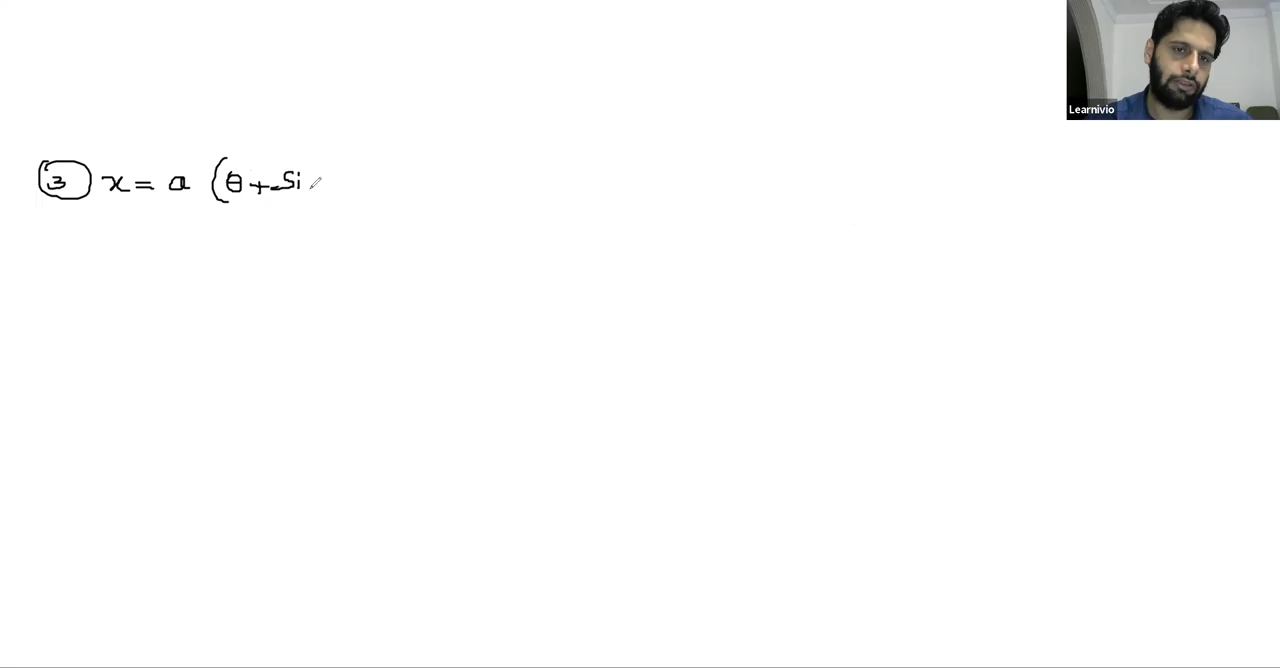 Learnivio
③ x = a (θ + Si